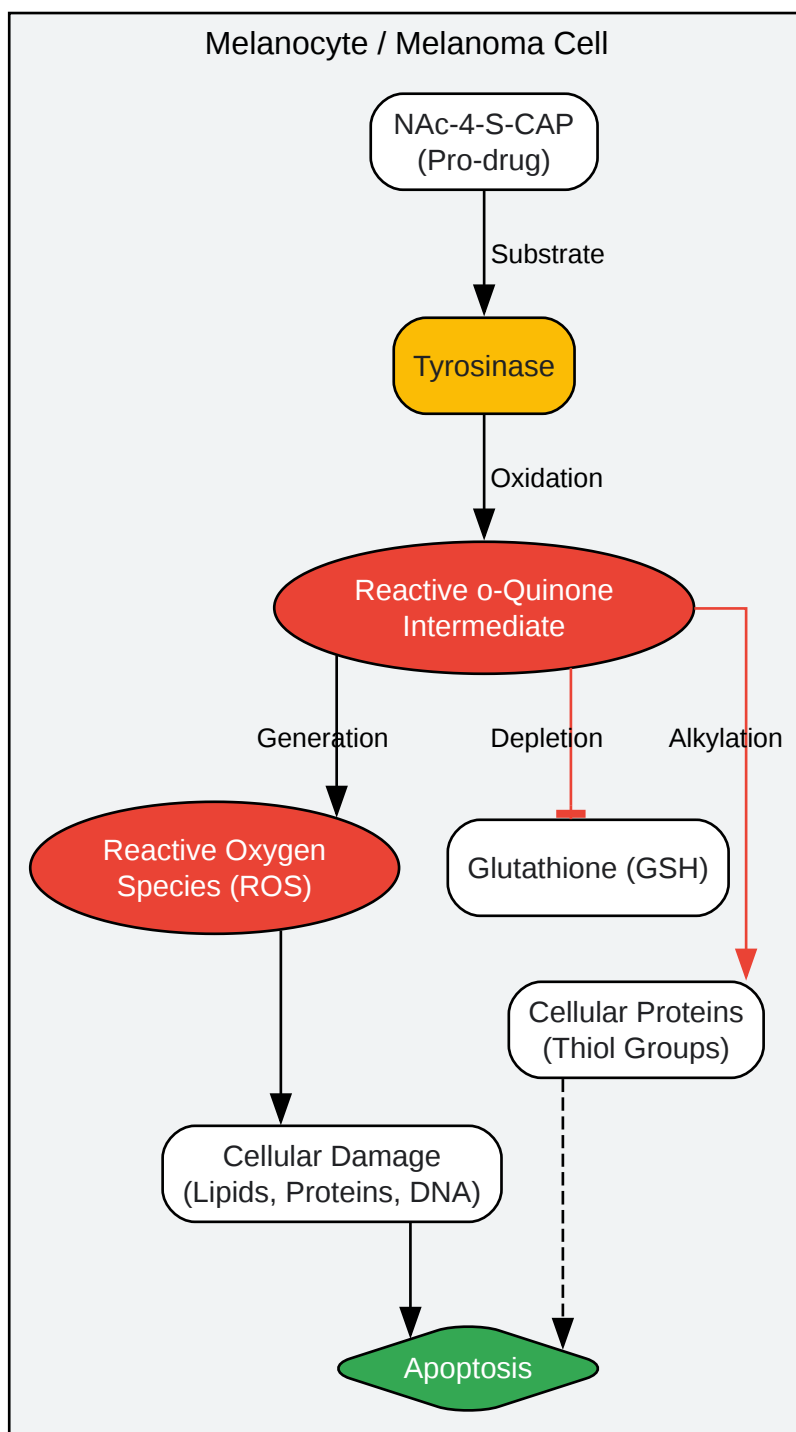 Melanocyte / Melanoma Cell
NAc-4-S-CAP
(Pro-drug)
Substrate
Tyrosinase
Oxidation
Reactive o-Quinone
Intermediate
Generation
Depletion
Alkylation
Reactive Oxygen
Species (ROS)
Glutathione (GSH)
Cellular Proteins
(Thiol Groups)
Cellular Damage
(Lipids, Proteins, DNA)
Apoptosis